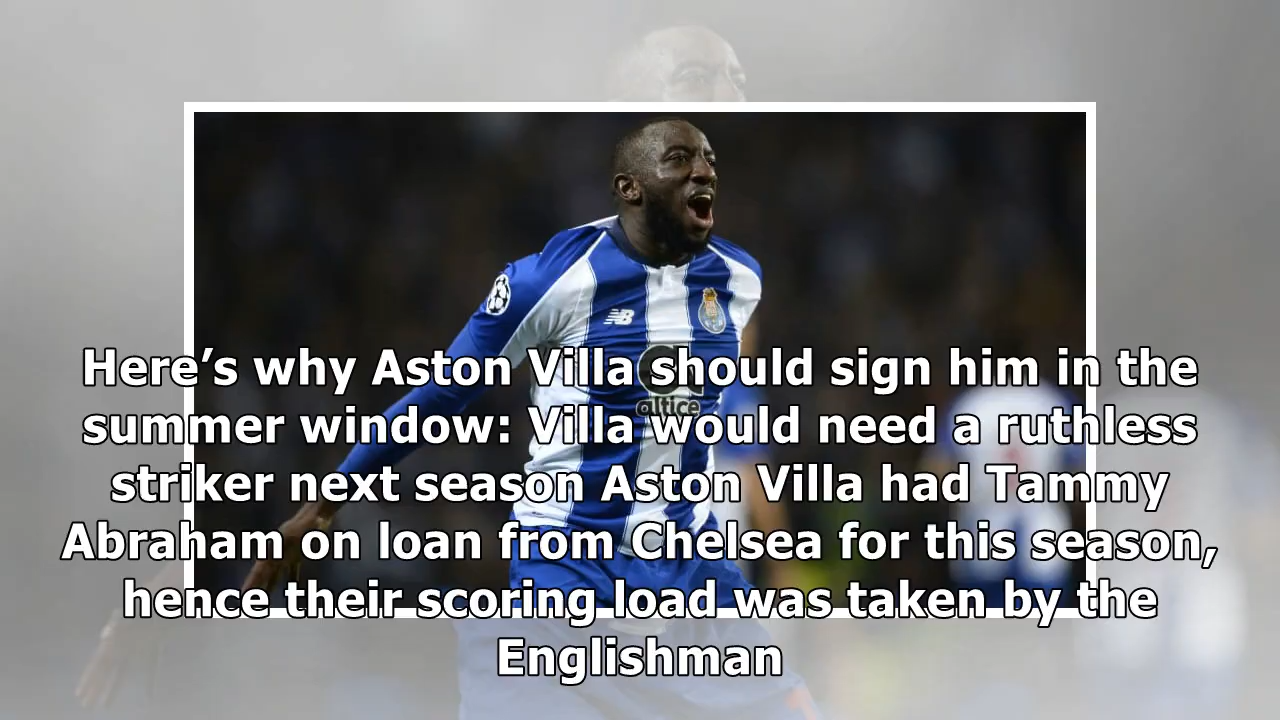 NB
altice
Here’s why Aston Villa should sign him in the
summer window: Villa would need a ruthless
striker next season Aston Villa had Tammy
Abraham on loan from Chelsea for this season,
hence their scoring load was taken by the
Englishman